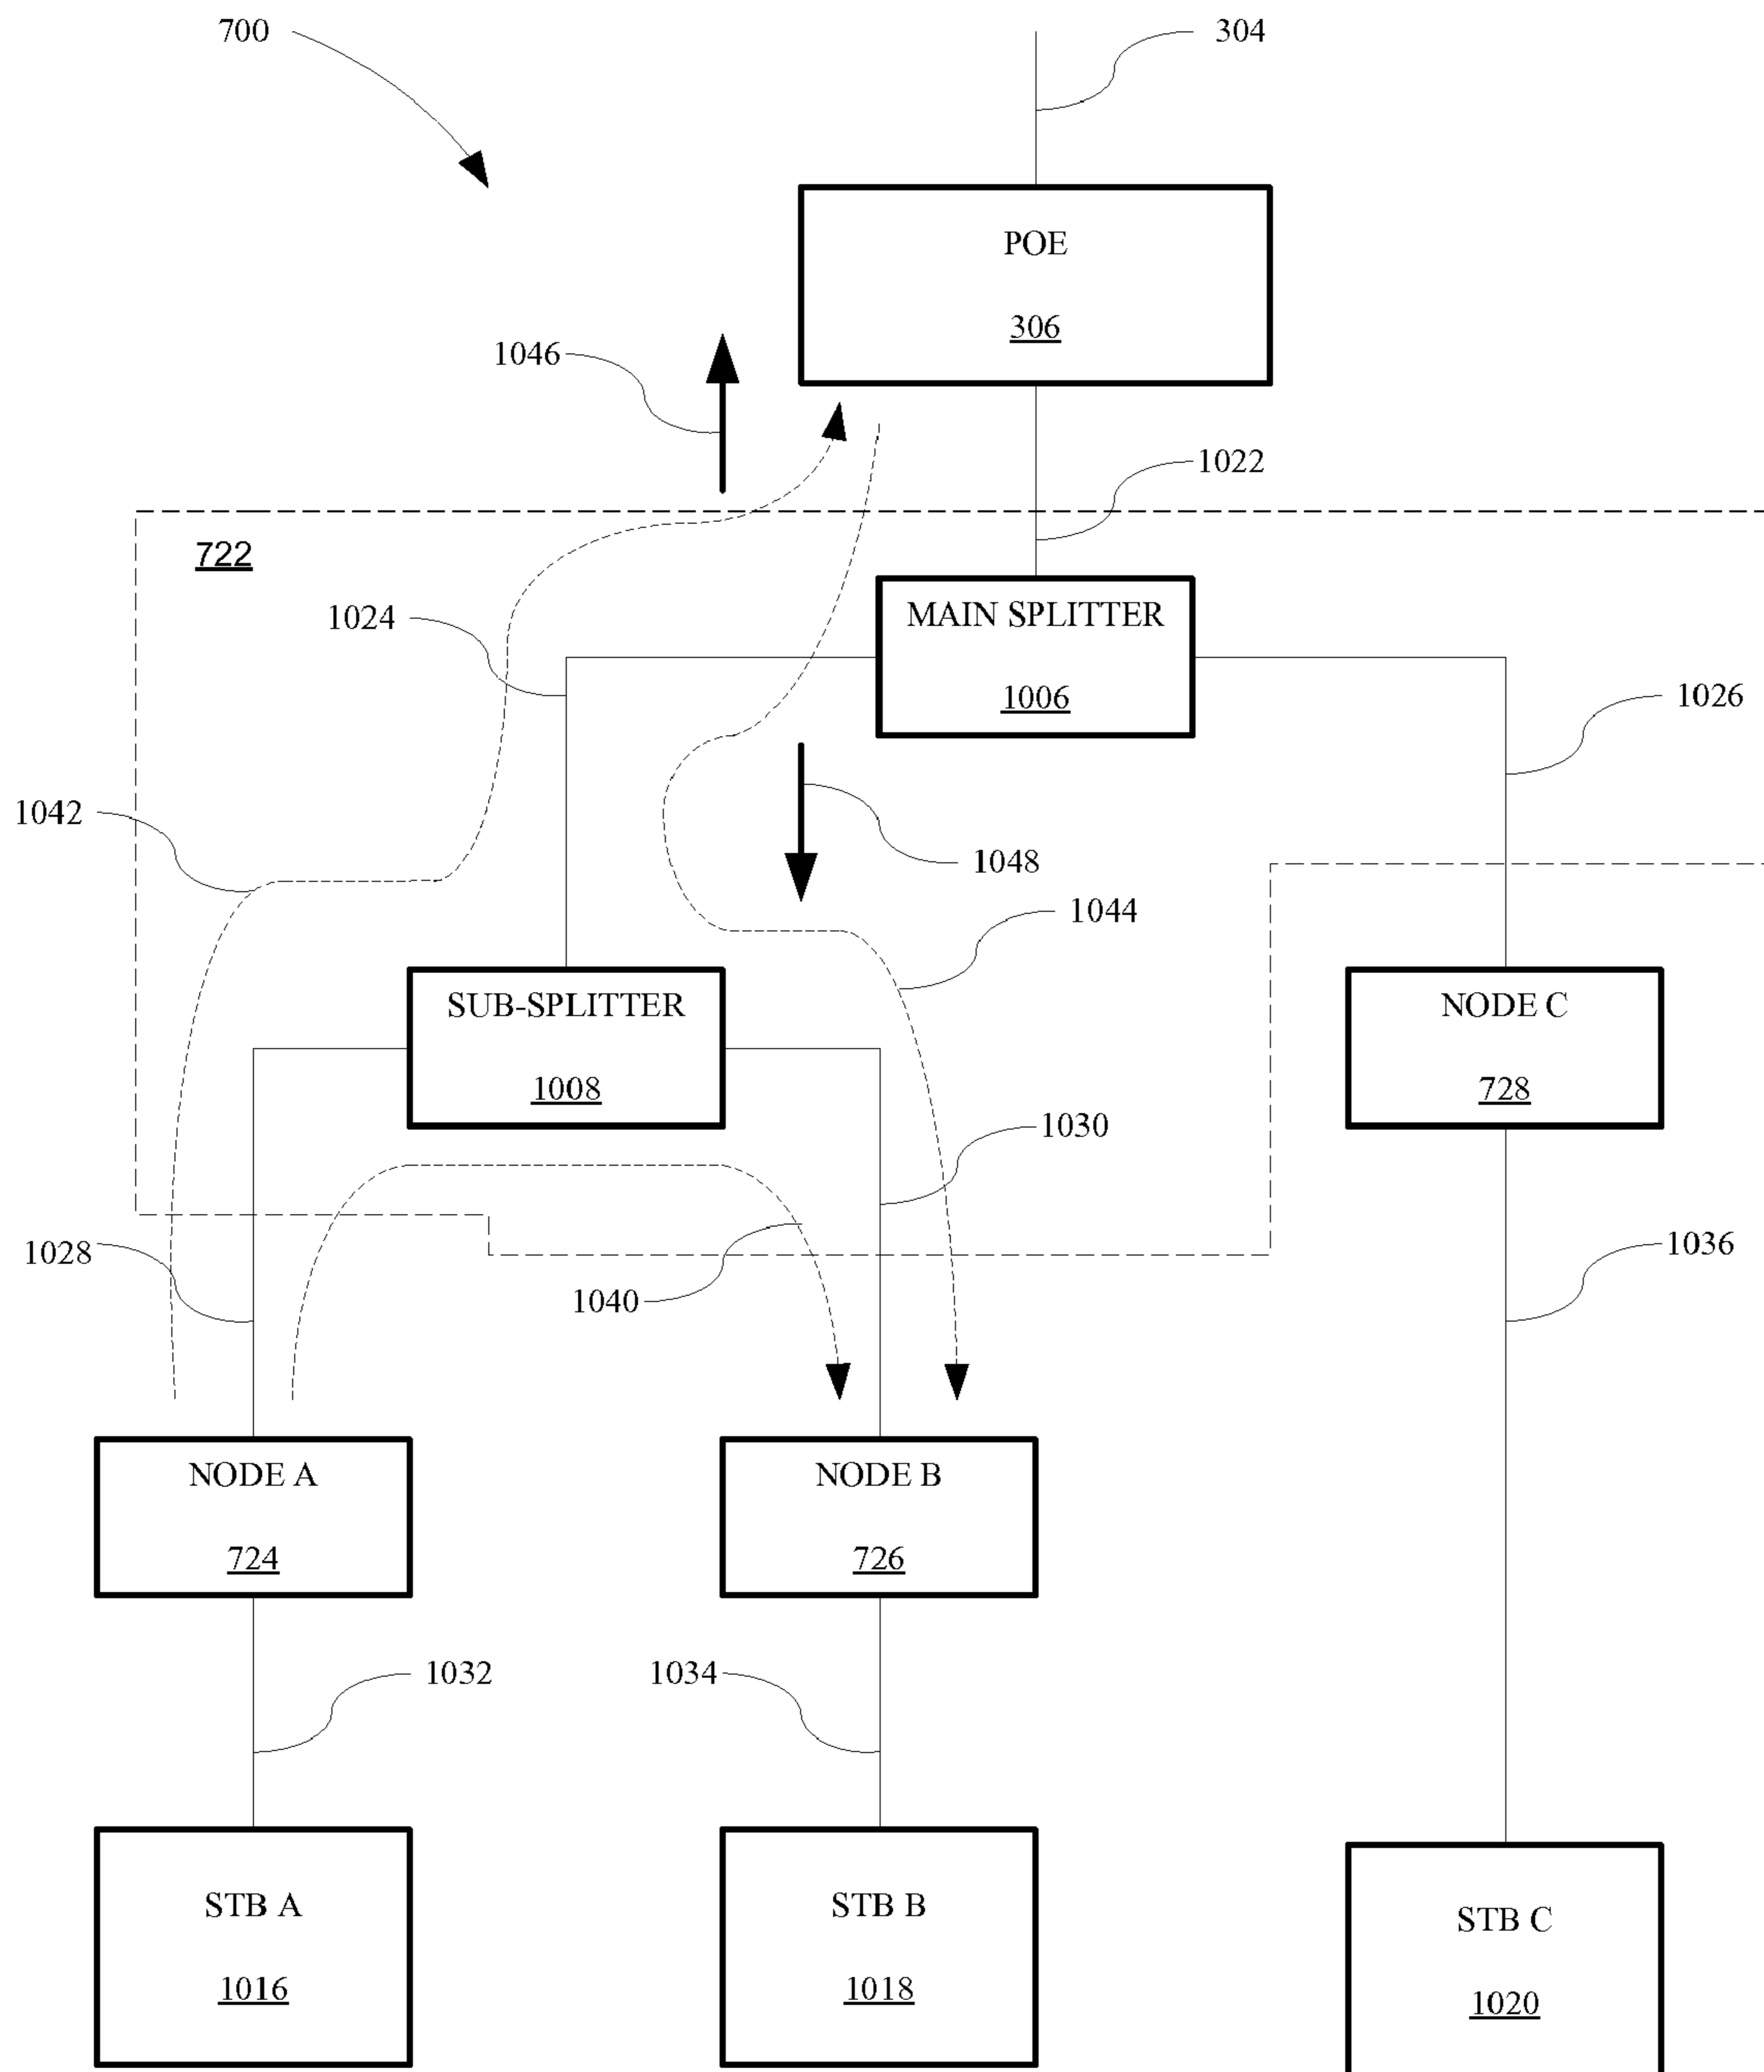 700
304
POE
306
1046
1022
722
1024
MAIN SPLITTER
1006
1026
1042
1048
1044
SUB-SPLITTER
1008
NODE C
728
1030
1028
1036
1040
NODE A
724
NODE B
726
1032
1034
STB A
1016
STB B
1018
STB C
1020